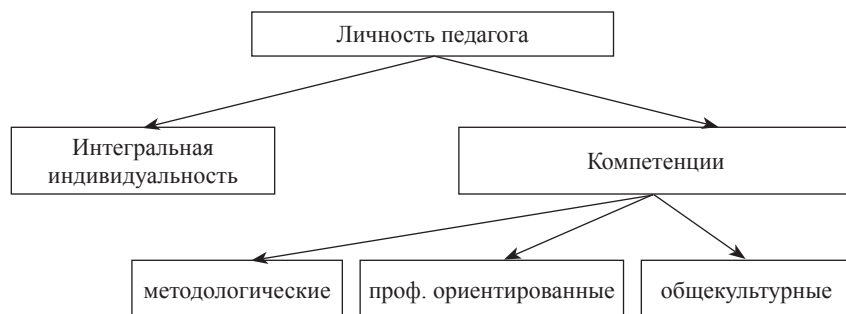 Личность педагога
Интегральная
индивидуальность
Компетенции
методологические
проф. ориентированные
общекультурные